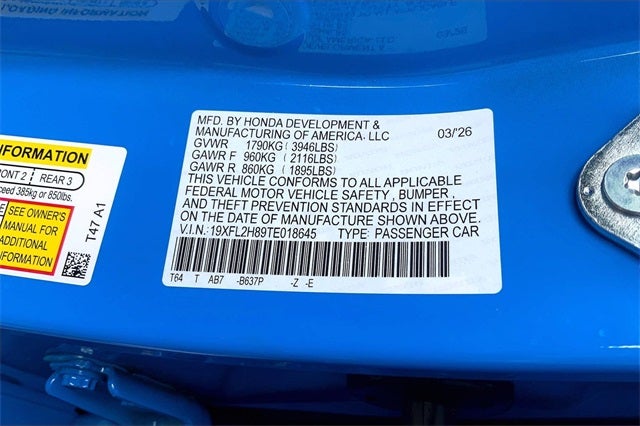 MFD. BY HONDA DEVELOPMENT &
MANUFACTURING OF AMERICA, LLC 03/'26
GVWR 1790KG ( 3946LBS)
GAWR F 960KG ( 2116LBS)
GAWR R 860KG ( 1895LBS)
THIS VEHICLE CONFORMS TO ALL APPLICABLE
FEDERAL MOTOR VEHICLE SAFETY , BUMPER,
AND THEFT PREVENTION STANDARDS IN EFFECT
ON THE DATE OF MANUFACTURE SHOWN ABOVE.
V.I.N.: 19XFL2H89TE018645 TYPE: PASSENGER CAR
T64 T AB7 -B637P -Z -E
INFORMATION
ONT 2 REAR 3
ceed 385kg or 850lbs.
SEE OWNER'S
MANUAL FOR
ADDITIONAL
INFORMATION
T47 A1